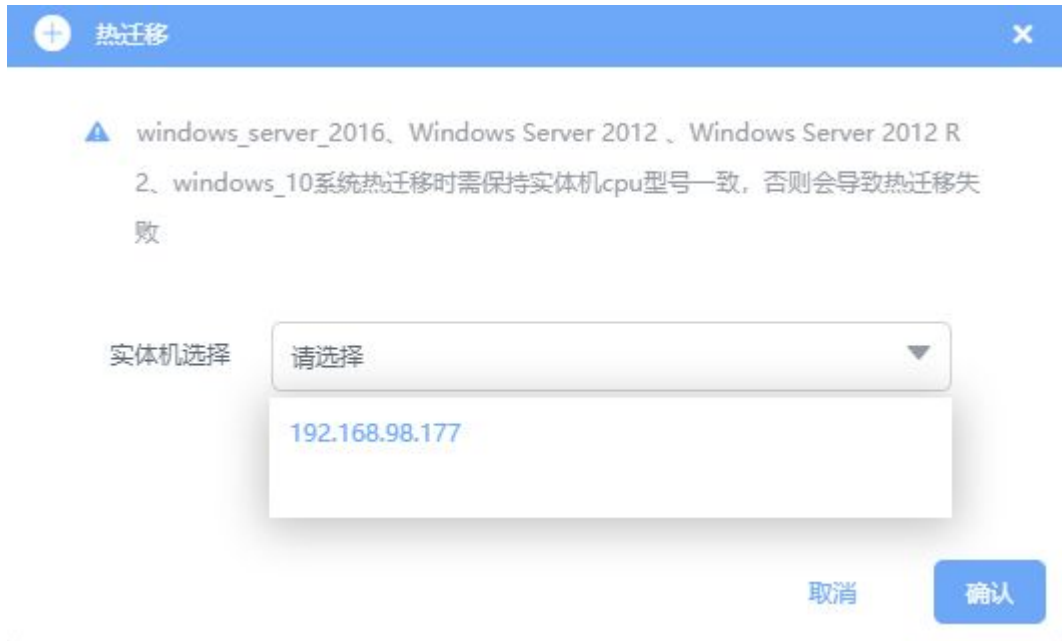 热迁移
windows_server_2016、Windows Server 2012 、Windows Server 2012 R
2、windows_10系统热迁移时需保持实体机cpu型号一致，否则会导致热迁移失
败
实体机选择 请选择
192.168.98.177
取消 确认